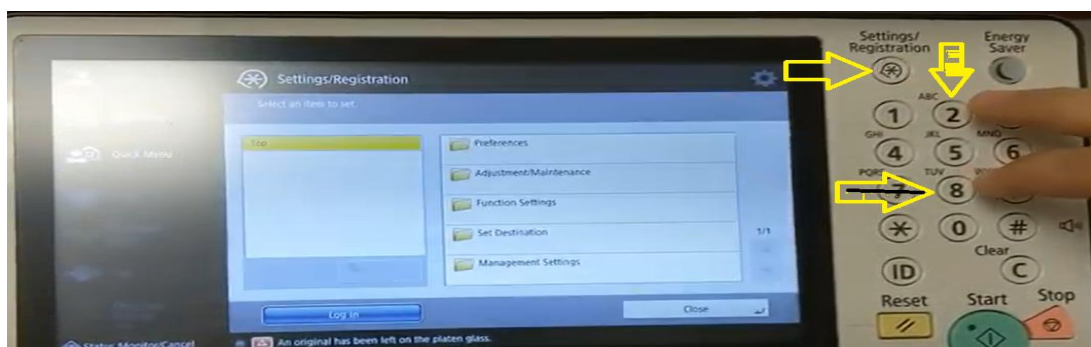 Settings/
Registration
Energy
Saver
Settings/Registration
Select an item to set.
ABC
1 2
Quick Menu
Top
Preferences
GHI JKL MNO
4 5 6
Adjustment/Maintenance
PQRS TUV
7 8
Function Settings
Set Destination
1/1
* 0 #
Management Settings
Clear
ID C
Log In
Close
Reset Start Stop
Status Monitor/Cancel
An original has been left on the platen glass.